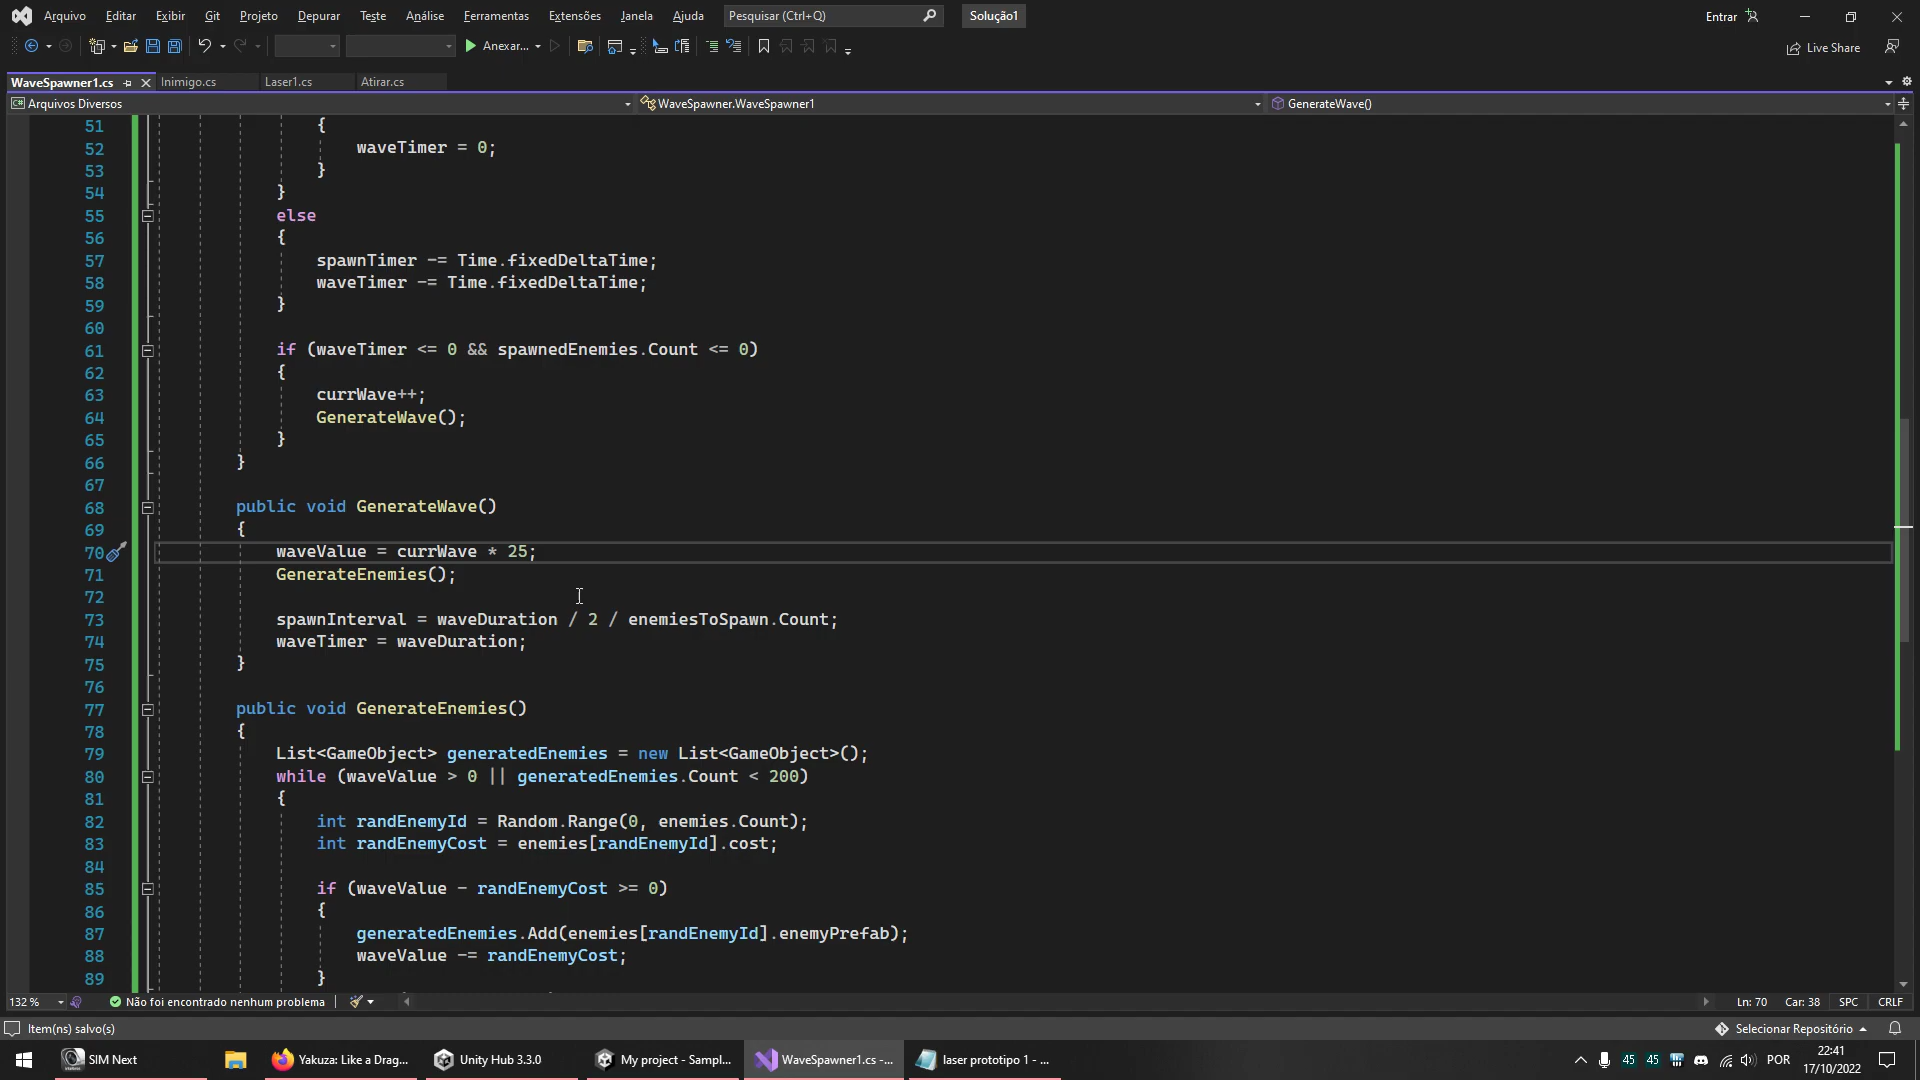 Arquivo Editar Exibir Git Projeto Depurar Teste Análise Ferramentas Extensões Janela Ajuda Pesquisar (Ctrl+Q) Solução1 Entrar
Anexar... Live Share
WaveSpawner1.cs Inimigo.cs Laser1.cs Atirar.cs
C# Arquivos Diversos WaveSpawner.WaveSpawner1 GenerateWave()
51 {
52 waveTimer = 0;
53 }
54 }
55 else
56 {
57 spawnTimer -= Time.fixedDeltaTime;
58 waveTimer -= Time.fixedDeltaTime;
59 }
60
61 if (waveTimer <= 0 && spawnedEnemies.Count <= 0)
62 {
63 currWave++;
64 GenerateWave();
65 }
66 }
67
68 public void GenerateWave()
69 {
70 waveValue = currWave * 25;
71 GenerateEnemies();
72
73 spawnInterval = waveDuration / 2 / enemiesToSpawn.Count;
74 waveTimer = waveDuration;
75 }
76
77 public void GenerateEnemies()
78 {
79 List<GameObject> generatedEnemies = new List<GameObject>();
80 while (waveValue > 0 || generatedEnemies.Count < 200)
81 {
82 int randEnemyId = Random.Range(0, enemies.Count);
83 int randEnemyCost = enemies[randEnemyId].cost;
84
85 if (waveValue - randEnemyCost >= 0)
86 {
87 generatedEnemies.Add(enemies[randEnemyId].enemyPrefab);
88 waveValue -= randEnemyCost;
89 }
132 % Não foi encontrado nenhum problema Ln: 70 Car: 38 SPC CRLF
Item(ns) salvo(s) Selecionar Repositório
SIM Next Yakuza: Like a Drag... Unity Hub 3.3.0 My project - Sampl... WaveSpawner1.cs -... laser prototipo 1 - ... 45 45 POR 22:41
17/10/2022